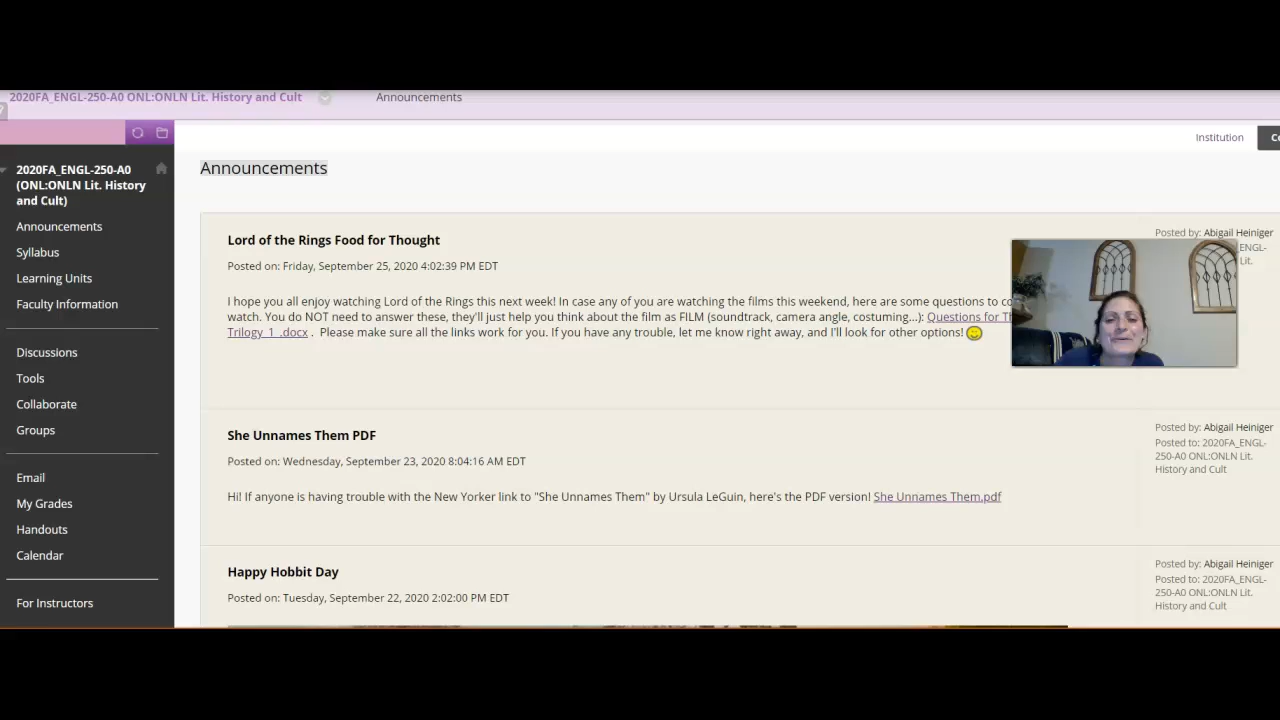 2020FA_ENGL-250-A0 ONL:ONLN Lit. History and Cult
Announcements
Institution
2020FA_ENGL-250-A0
(ONL:ONLN Lit. History
and Cult)
Announcements
Syllabus
Learning Units
Faculty Information
Discussions
Tools
Collaborate
Groups
Email
My Grades
Handouts
Calendar
For Instructors
Announcements
Lord of the Rings Food for Thought
Posted on: Friday, September 25, 2020 4:02:39 PM EDT
I hope you all enjoy watching Lord of the Rings this next week! In case any of you are watching the films this weekend, here are some questions to
watch. You do NOT need to answer these, they'll just help you think about the film as FILM (soundtrack, camera angle, costuming...): Questions for
Trilogy_1_.docx . Please make sure all the links work for you. If you have any trouble, let me know right away, and I'll look for other options!
Posted by: Abigail Heiniger
ENGL-
Lit.
She Unnames Them PDF
Posted on: Wednesday, September 23, 2020 8:04:16 AM EDT
Hi! If anyone is having trouble with the New Yorker link to "She Unnames Them" by Ursula LeGuin, here's the PDF version! She Unnames Them.pdf
Posted by: Abigail Heiniger
Posted to: 2020FA_ENGL-
250-A0 ONL:ONLN Lit.
History and Cult
Happy Hobbit Day
Posted on: Tuesday, September 22, 2020 2:02:00 PM EDT
Posted by: Abigail Heiniger
Posted to: 2020FA_ENGL-
250-A0 ONL:ONLN Lit.
History and Cult